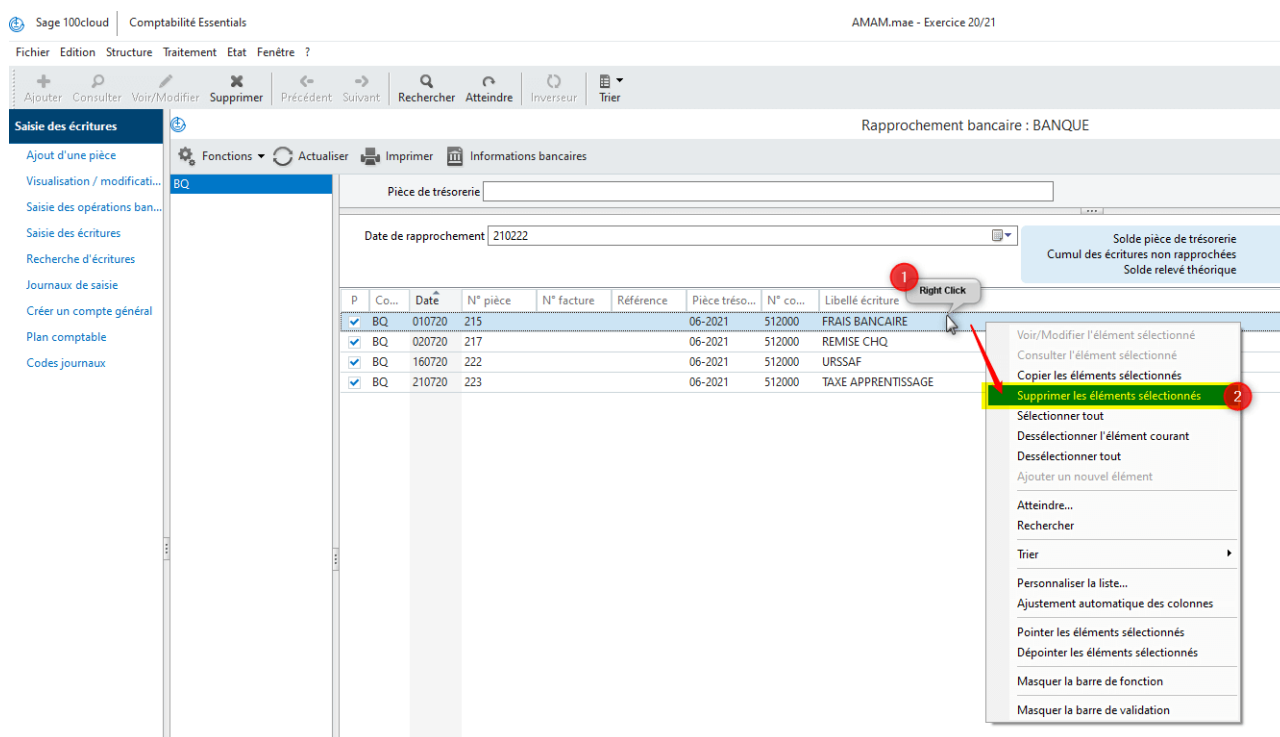 Sage 100cloud Comptabilité Essentials AMAM.mae - Exercice 20/21
Fichier Edition Structure Traitement Etat Fenêtre ?
Ajouter Consulter Voir/Modifier Supprimer Précédent Suivant Rechercher Atteindre Inverseur Trier
Saisie des écritures
Ajout d'une pièce
Visualisation / modificati...
Saisie des opérations ban...
Saisie des écritures
Recherche d'écritures
Journaux de saisie
Créer un compte général
Plan comptable
Codes journaux
Rapprochement bancaire : BANQUE
Fonctions Actualiser Imprimer Informations bancaires
BQ
Pièce de trésorerie
Date de rapprochement 210222
Solde pièce de trésorerie
Cumul des écritures non rapprochées
Solde relevé théorique
P Co... Date N° pièce N° facture Référence Pièce tréso... N° co... Libellé écriture
BQ 010720 215 06-2021 512000 FRAIS BANCAIRE
BQ 020720 217 06-2021 512000 REMISE CHQ
BQ 160720 222 06-2021 512000 URSSAF
BQ 210720 223 06-2021 512000 TAXE APPRENTISSAGE
1
Right Click
Voir/Modifier l'élément sélectionné
Consulter l'élément sélectionné
Copier les éléments sélectionnés
Supprimer les éléments sélectionnés 2
Sélectionner tout
Dessélectionner l'élément courant
Dessélectionner tout
Ajouter un nouvel élément
Atteindre...
Rechercher
Trier
Personnaliser la liste...
Ajustement automatique des colonnes
Pointer les éléments sélectionnés
Dépointer les éléments sélectionnés
Masquer la barre de fonction
Masquer la barre de validation